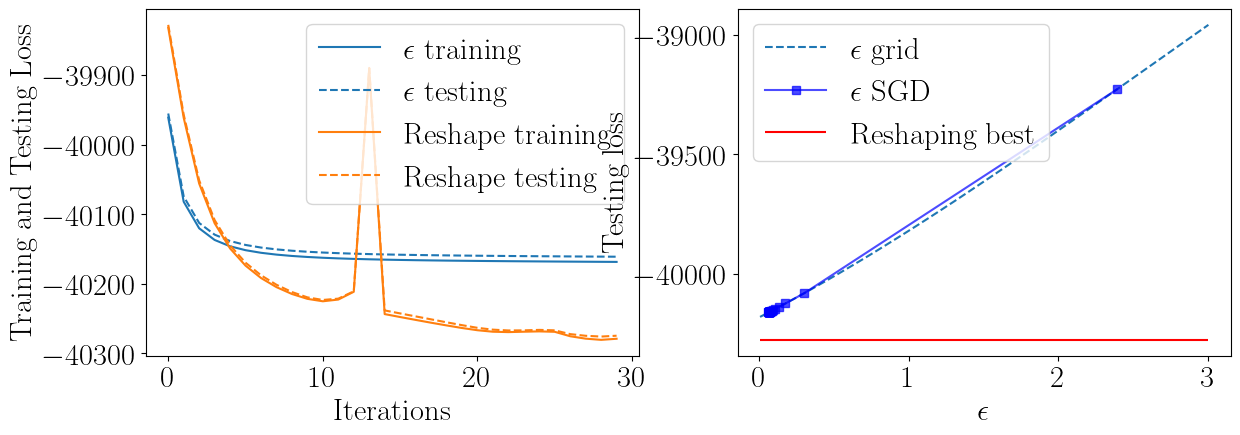 Training and Testing Loss
−39900
−40000
−40100
−40200
−40300
0
10
20
30
Iterations
ϵ training
ϵ testing
Reshape training
Reshape testing
Testing loss
−39000
−39500
−40000
0
1
2
3
ϵ
ϵ grid
ϵ SGD
Reshaping best